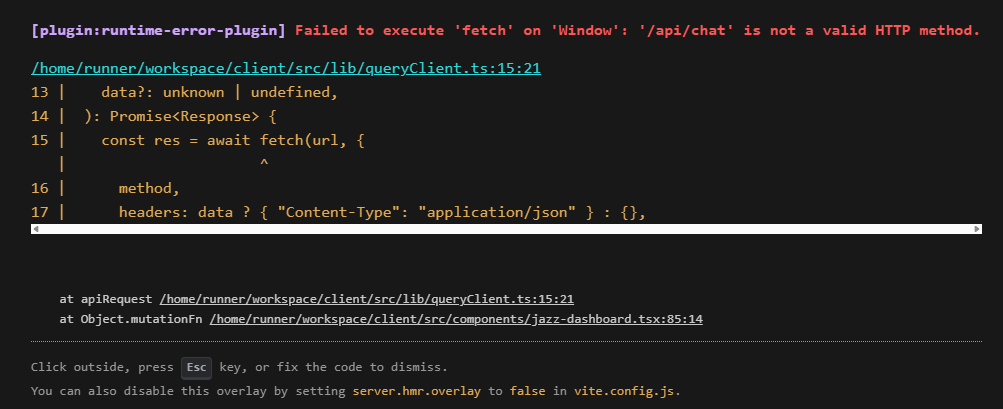 [plugin:runtime-error-plugin] Failed to execute 'fetch' on 'Window': '/api/chat' is not a valid HTTP method.
/home/runner/workspace/client/src/lib/queryClient.ts:15:21
13 |    data?: unknown | undefined,
14 |  ): Promise<Response> {
15 |    const res = await fetch(url, {
   |                      ^
16 |      method,
17 |      headers: data ? { "Content-Type": "application/json" } : {},
at apiRequest /home/runner/workspace/client/src/lib/queryClient.ts:15:21
at Object.mutationFn /home/runner/workspace/client/src/components/jazz-dashboard.tsx:85:14
Click outside, press Esc key, or fix the code to dismiss.
You can also disable this overlay by setting server.hmr.overlay to false in vite.config.js.